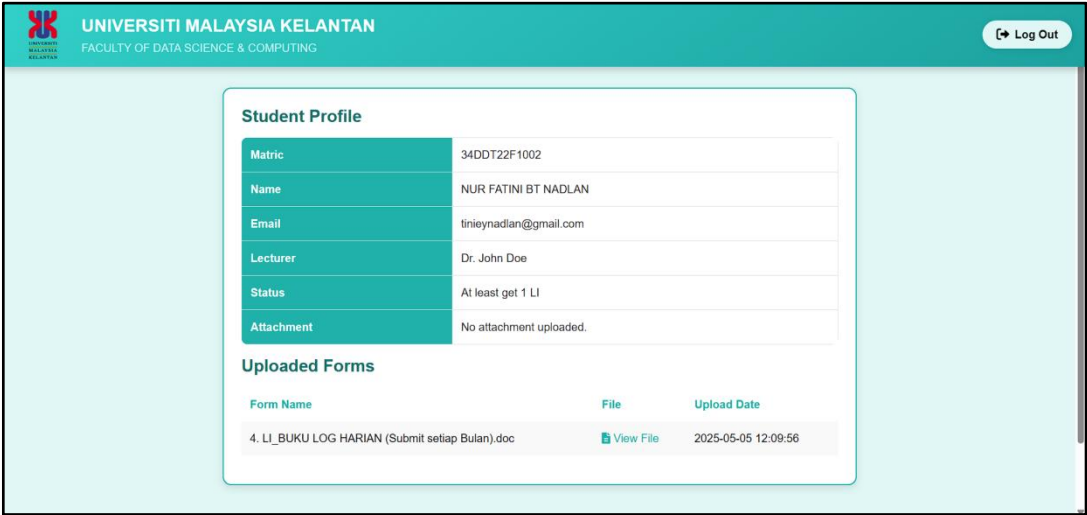 UNIVERSITI MALAYSIA KELANTAN
FACULTY OF DATA SCIENCE & COMPUTING
UNIVERSITI
MALAYSIA
KELANTAN
Log Out
Student Profile
Matric 34DDT22F1002
Name NUR FATINI BT NADLAN
Email tinieynadlan@gmail.com
Lecturer Dr. John Doe
Status At least get 1 LI
Attachment No attachment uploaded.
Uploaded Forms
Form Name File Upload Date
4. LI_BUKU LOG HARIAN (Submit setiap Bulan).doc View File 2025-05-05 12:09:56